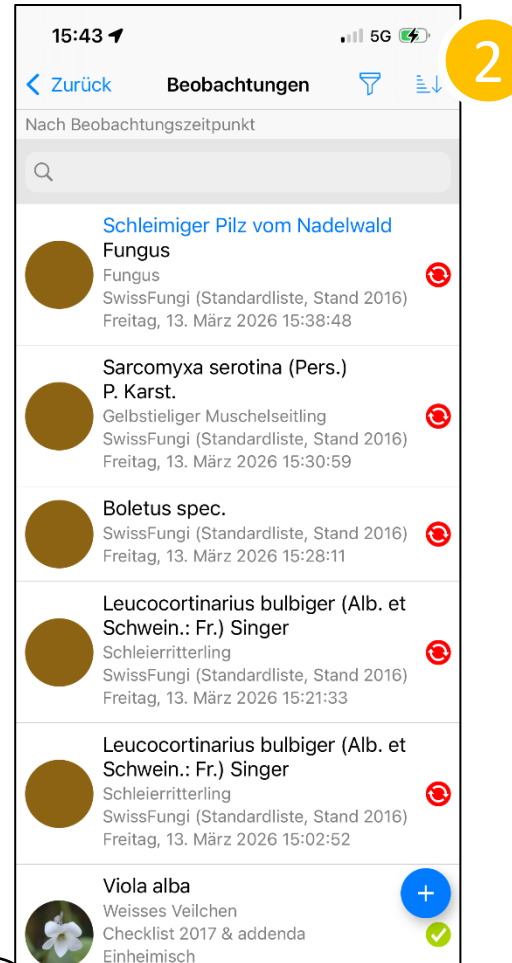 15:43
5G
2
Zurück
Beobachtungen
Nach Beobachtungszeitpunkt
Schleimiger Pilz vom Nadelwald
Fungus
Fungus
SwissFungi (Standardliste, Stand 2016)
Freitag, 13. März 2026 15:38:48
Sarcomyxa serotina (Pers.)
P. Karst.
Gelbstieliger Muschelseitling
SwissFungi (Standardliste, Stand 2016)
Freitag, 13. März 2026 15:30:59
Boletus spec.
SwissFungi (Standardliste, Stand 2016)
Freitag, 13. März 2026 15:28:11
Leucocortinarius bulbiger (Alb. et
Schwein.: Fr.) Singer
Schleierritterling
SwissFungi (Standardliste, Stand 2016)
Freitag, 13. März 2026 15:21:33
Leucocortinarius bulbiger (Alb. et
Schwein.: Fr.) Singer
Schleierritterling
SwissFungi (Standardliste, Stand 2016)
Freitag, 13. März 2026 15:02:52
Viola alba
Weisses Veilchen
Checklist 2017 & addenda
Einheimisch